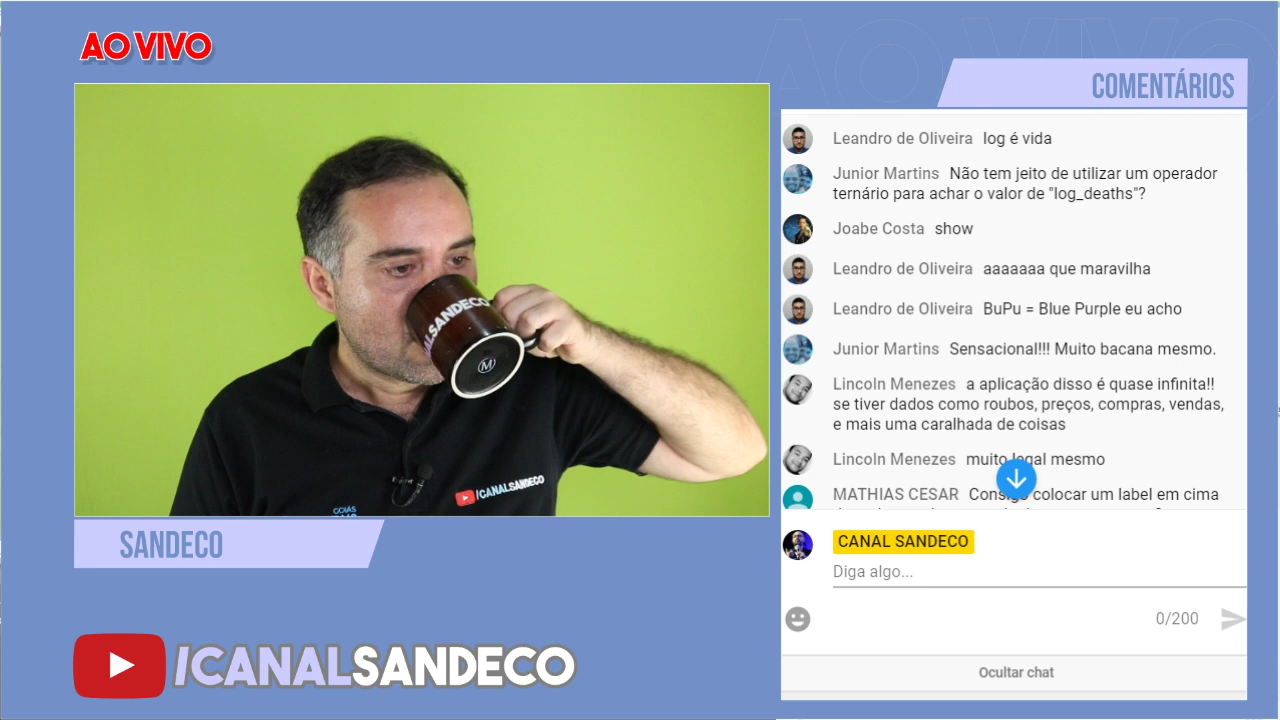 AO VIVO
COMENTÁRIOS
Leandro de Oliveira log é vida
Junior Martins Não tem jeito de utilizar um operador
ternário para achar o valor de "log_deaths"?
Joabe Costa show
Leandro de Oliveira aaaaaaa que maravilha
Leandro de Oliveira BuPu = Blue Purple eu acho
Junior Martins Sensacional!!! Muito bacana mesmo.
Lincoln Menezes a aplicação disso é quase infinita!!
se tiver dados como roubos, preços, compras, vendas,
e mais uma caralhada de coisas
Lincoln Menezes muito legal mesmo
MATHIAS CESAR Consigo colocar um label em cima
CANAL SANDECO
Diga algo...
0/200
Ocultar chat
ALSANDECO
M
/CANALSANDECO
GOIÁS
SANDECO
/CANALSANDECO